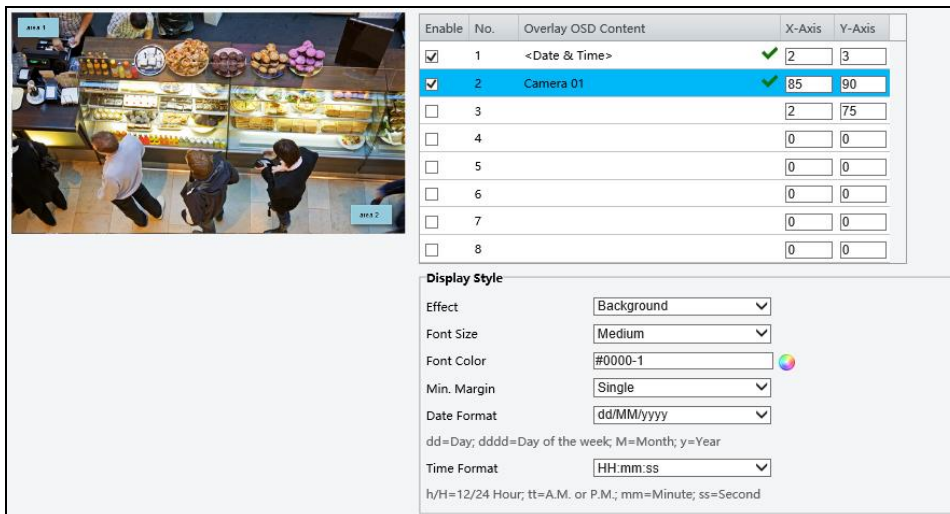 area 1
area 2
Enable No. Overlay OSD Content X-Axis Y-Axis
1 <Date & Time> 2 3
2 Camera 01 85 90
3 2 75
4 0 0
5 0 0
6 0 0
7 0 0
8 0 0
Display Style
Effect Background
Font Size Medium
Font Color #0000-1
Min. Margin Single
Date Format dd/MM/yyyy
dd=Day; dddd=Day of the week; M=Month; y=Year
Time Format HH:mm:ss
h/H=12/24 Hour; tt=A.M. or P.M.; mm=Minute; ss=Second